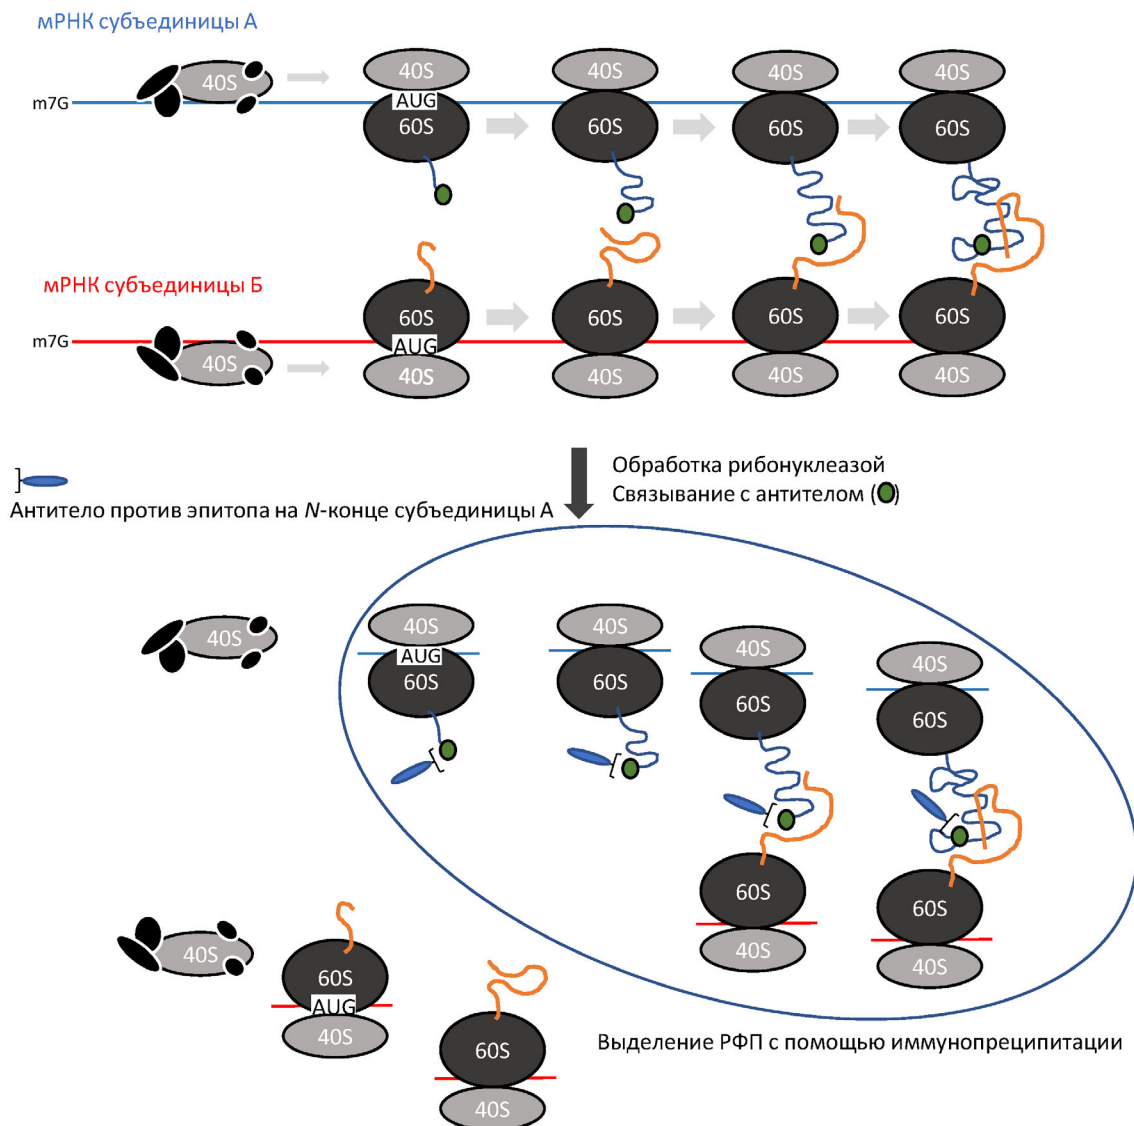 мРНК субъединицы А
40S
40S 40S 40S 40S
m7G
AUG
60S 60S 60S 60S
мРНК субъединицы Б
60S 60S 60S 60S
m7G
AUG
40S
40S 40S 40S 40S
Обработка рибонуклеазой
Связывание с антителом ( )
Антитело против эпитопа на N-конце субъединицы А
40S
40S 40S
40S 40S
AUG
60S 60S
60S 60S
60S 60S
40S
40S 40S
60S
AUG
40S
60S
40S
Выделение РФП с помощью иммунопреципитации